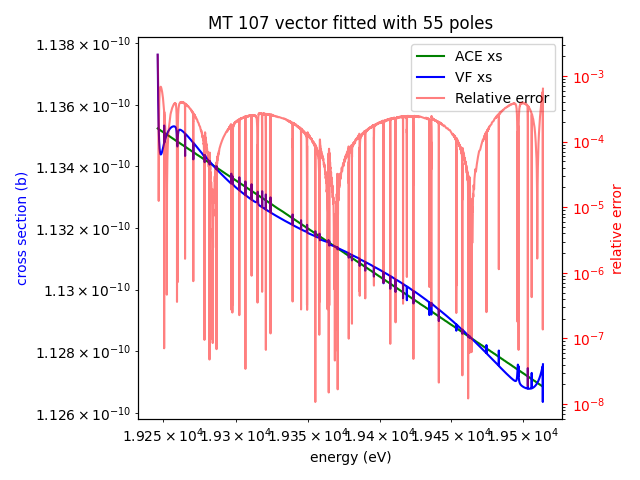 MT 107 vector fitted with 55 poles
ACE xs
VF xs
Relative error
1.138 × 10⁻¹⁰
1.136 × 10⁻¹⁰
1.134 × 10⁻¹⁰
1.132 × 10⁻¹⁰
1.13 × 10⁻¹⁰
1.128 × 10⁻¹⁰
1.126 × 10⁻¹⁰
cross section (b)
10⁻³
10⁻⁴
10⁻⁵
10⁻⁶
10⁻⁷
10⁻⁸
relative error
1.925 × 10⁴ 1.93 × 10⁴ 1.935 × 10⁴ 1.94 × 10⁴ 1.945 × 10⁴ 1.95 × 10⁴
energy (eV)